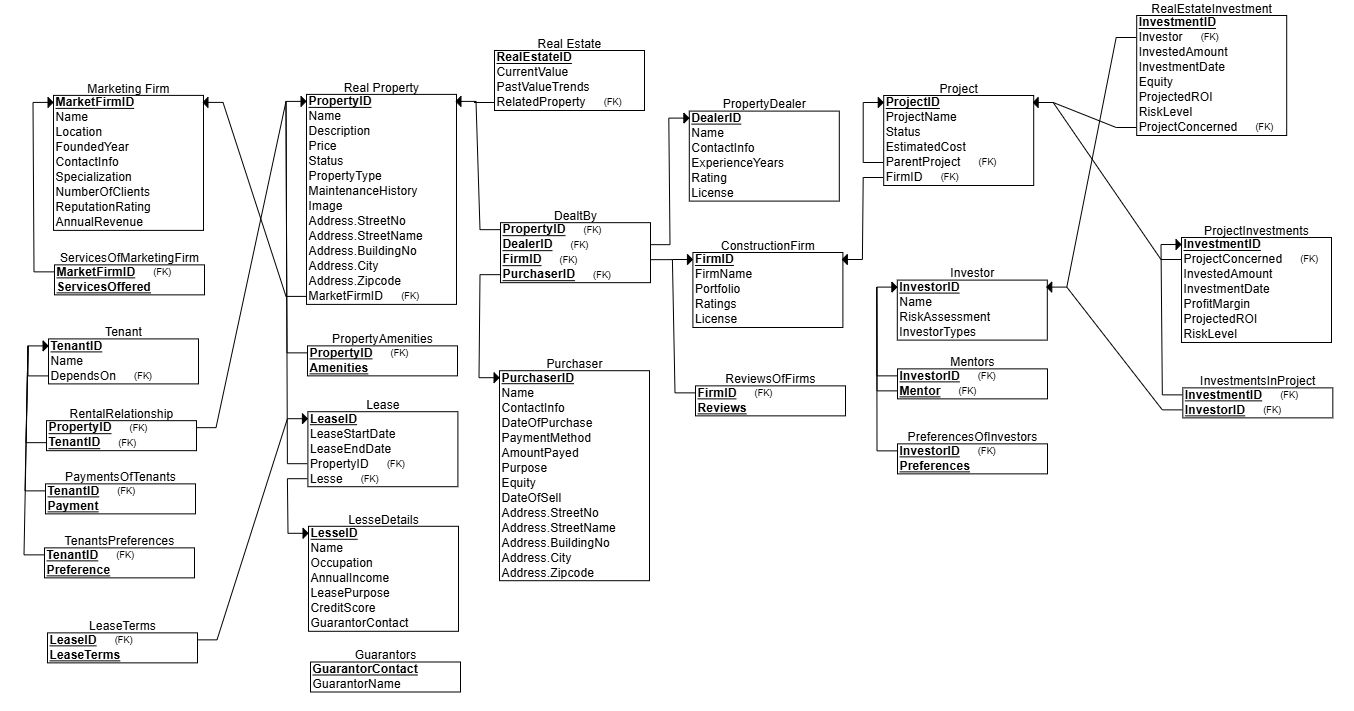 Marketing Firm
MarketFirmID
Name
Location
FoundedYear
ContactInfo
Specialization
NumberOfClients
ReputationRating
AnnualRevenue
ServicesOfMarketingFirm
MarketFirmID (FK)
ServicesOffered
Tenant
TenantID
Name
DependsOn (FK)
RentalRelationship
PropertyID (FK)
TenantID (FK)
PaymentsOfTenants
TenantID (FK)
Payment
TenantsPreferences
TenantID (FK)
Preference
LeaseTerms
LeaseID (FK)
LeaseTerms
Real Property
PropertyID
Name
Description
Price
Status
PropertyType
MaintenanceHistory
Image
Address.StreetNo
Address.StreetName
Address.BuildingNo
Address.City
Address.Zipcode
MarketFirmID (FK)
PropertyAmenities
PropertyID (FK)
Amenities
Lease
LeaseID
LeaseStartDate
LeaseEndDate
PropertyID (FK)
Lesse (FK)
LesseDetails
LesseID
Name
Occupation
AnnualIncome
LeasePurpose
CreditScore
GuarantorContact
Guarantors
GuarantorContact
GuarantorName
Real Estate
RealEstateID
CurrentValue
PastValueTrends
RelatedProperty (FK)
DealtBy
PropertyID (FK)
DealerID (FK)
FirmID (FK)
PurchaserID (FK)
Purchaser
PurchaserID
Name
ContactInfo
DateOfPurchase
PaymentMethod
AmountPayed
Purpose
Equity
DateOfSell
Address.StreetNo
Address.StreetName
Address.BuildingNo
Address.City
Address.Zipcode
PropertyDealer
DealerID
Name
ContactInfo
ExperienceYears
Rating
License
ConstructionFirm
FirmID
FirmName
Portfolio
Ratings
License
ReviewsOfFirms
FirmID (FK)
Reviews
Project
ProjectID
ProjectName
Status
EstimatedCost
ParentProject (FK)
FirmID (FK)
Investor
InvestorID
Name
RiskAssessment
InvestorTypes
Mentors
InvestorID (FK)
Mentor (FK)
PreferencesOfInvestors
InvestorID (FK)
Preferences
RealEstateInvestment
InvestmentID
Investor (FK)
InvestedAmount
InvestmentDate
Equity
ProjectedROI
RiskLevel
ProjectConcerned (FK)
ProjectInvestments
InvestmentID
ProjectConcerned (FK)
InvestedAmount
InvestmentDate
ProfitMargin
ProjectedROI
RiskLevel
InvestmentsInProject
InvestmentID (FK)
InvestorID (FK)